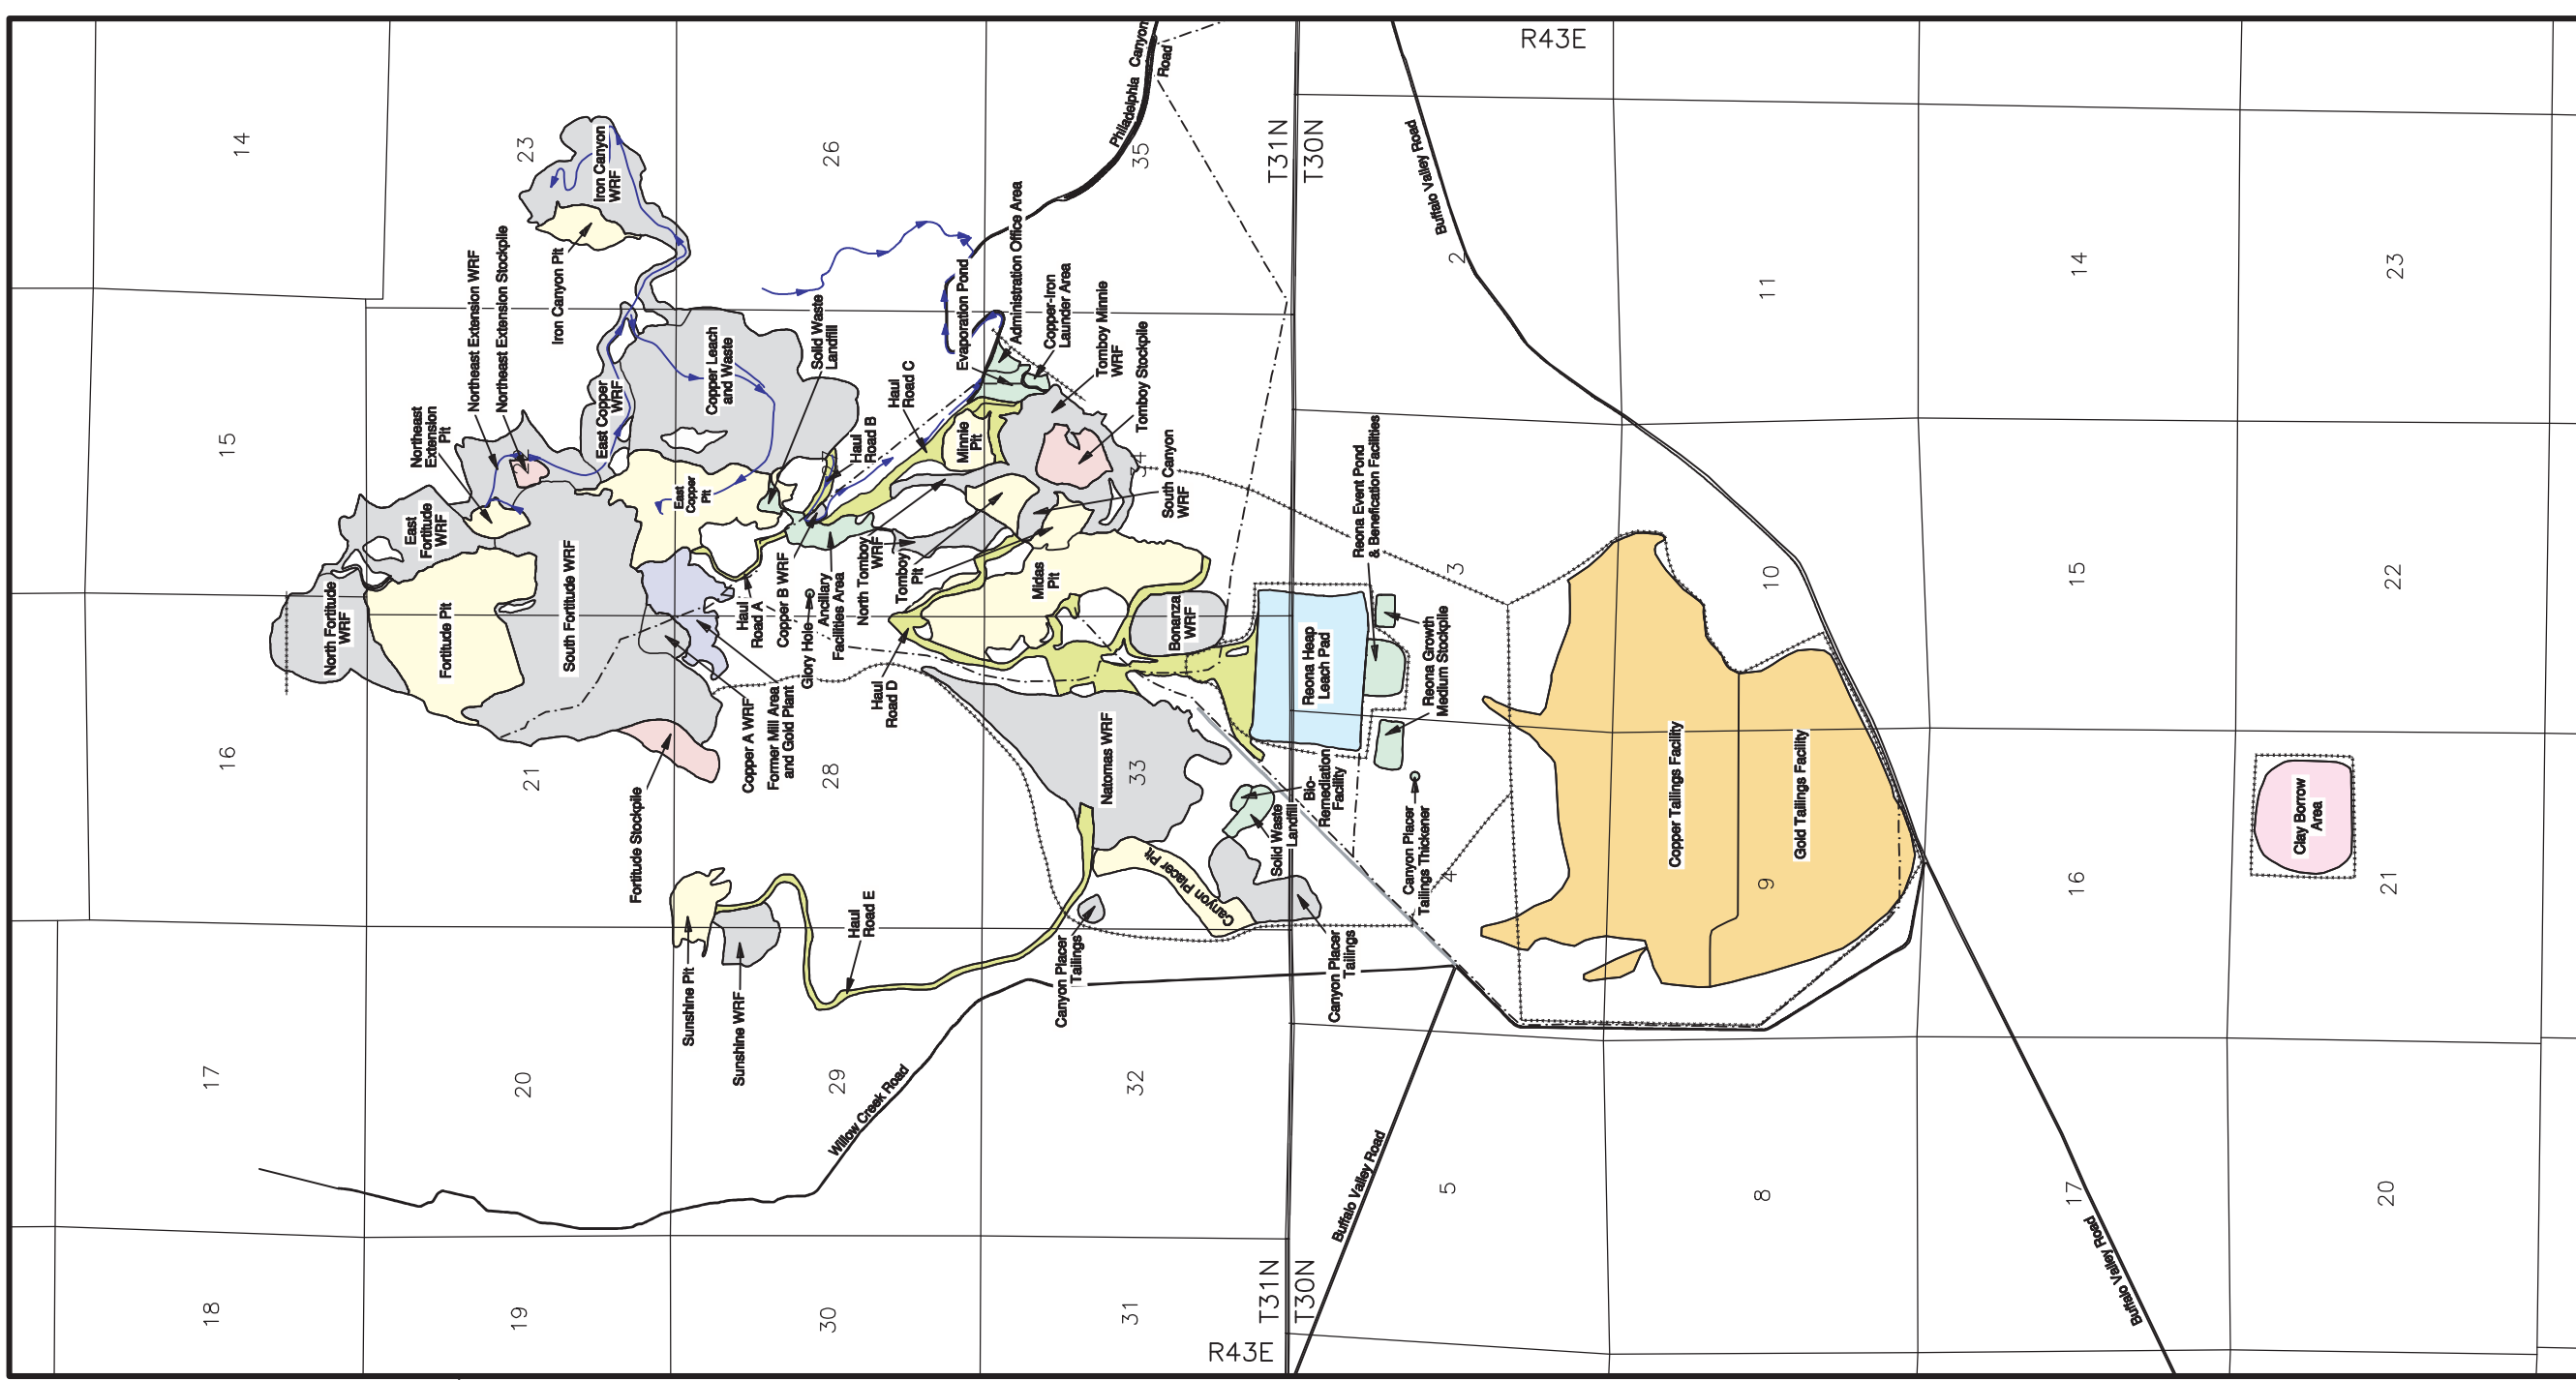 R43E
Philadelphia Canyon
Road
14
23
26
35
T31N
T30N
Buffalo Valley Road
2
11
14
23
Iron Canyon
WRF
Iron Canyon Pit
Northeast Extension WRF
Northeast Extension Stockpile
Northeast
Extension
Pit
East Copper
WRF
Copper Leach
and Waste
Solid Waste
Landfill
Evaporation Pond
Administration Office Area
Copper-Iron
Launder Area
Tomboy Minnie
WRF
Tomboy Stockpile
Haul
Road C
Haul
Road B
Minnie
Pit
South Canyon
WRF
34
27
22
15
East
Fortitude
WRF
East
Copper
Pit
North Fortitude
WRF
Fortitude Pit
South Fortitude WRF
Haul
Road A
Copper B WRF
Glory Hole
Ancillary
Facilities Area
North Tomboy
WRF
Tomboy
Pit
Midas
Pit
Bonanza
WRF
Reona Heap
Leach Pad
Reona Event Pond
& Benefication Facilities
Reona Growth
Medium Stockpile
3
10
15
22
Haul
Road D
Copper A WRF
Former Mill Area
and Gold Plant
Fortitude Stockpile
16
21
28
Natomas WRF
33
Bio-
Remediation
Facility
Solid Waste
Landfill
Canyon Placer
Tailings Thickener
4
Copper Tailings Facility
Gold Tailings Facility
9
16
Clay Borrow
Area
21
Canyon Placer Pit
Haul
Road E
Sunshine Pit
Sunshine WRF
Canyon Placer
Tailings
Canyon Placer
Tailings
17
20
29
32
Willow Creek Road
Buffalo Valley Road
5
8
17
20
Buffalo Valley Road
18
19
30
31
T31N
T30N
R43E